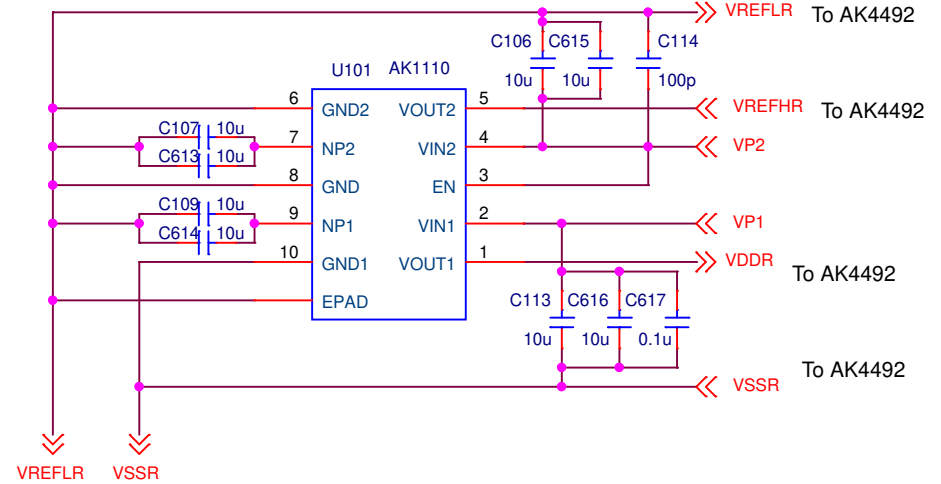 VREFLR To AK4492
C106 C615 C114
U101 AK1110
10u 10u 100p
6 GND2 VOUT2 5 VREFHR To AK4492
C107 10u
7 NP2 VIN2 4 VP2
C613 10u
8 GND EN 3
C109 10u
9 NP1 VIN1 2 VP1
C614 10u
10 GND1 VOUT1 1 VDDR To AK4492
EPAD
C113 C616 C617
10u 10u 0.1u
To AK4492
VSSR
VREFLR VSSR